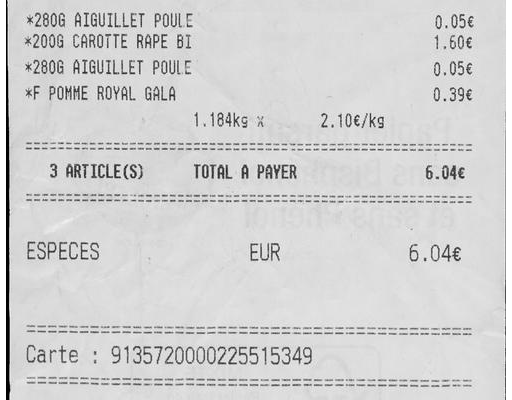 *280G AIGUILLET POULE 0.05€
*200G CAROTTE RAPE BI 1.60€
*280G AIGUILLET POULE 0.05€
*F POMME ROYAL GALA 0.39€
1.184kg x 2.10€/kg
================================================
3 ARTICLE(S) TOTAL A PAYER 6.04€
================================================
ESPECES EUR 6.04€
================================================
Carte : 9135720000225515349
================================================